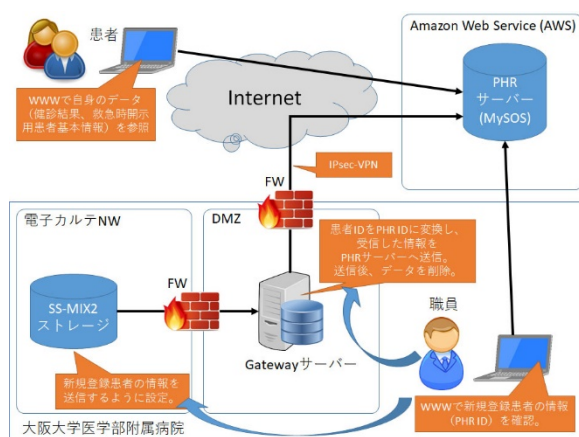 患者
Amazon Web Service (AWS)
PHR
サーバー
(MySOS)
Internet
WWWで自身のデータ
（健診結果、救急時開示
用患者基本情報）を参照
IPsec-VPN
FW
電子カルテNW
DMZ
患者IDをPHR IDに変換し、
受信した情報を
PHRサーバーへ送信。
送信後、データを削除。
FW
SS-MIX2
ストレージ
職員
Gatewayサーバー
新規登録患者の情報を
送信するように設定。
WWWで新規登録患者の情報
（PHR ID）を確認。
大阪大学医学部附属病院